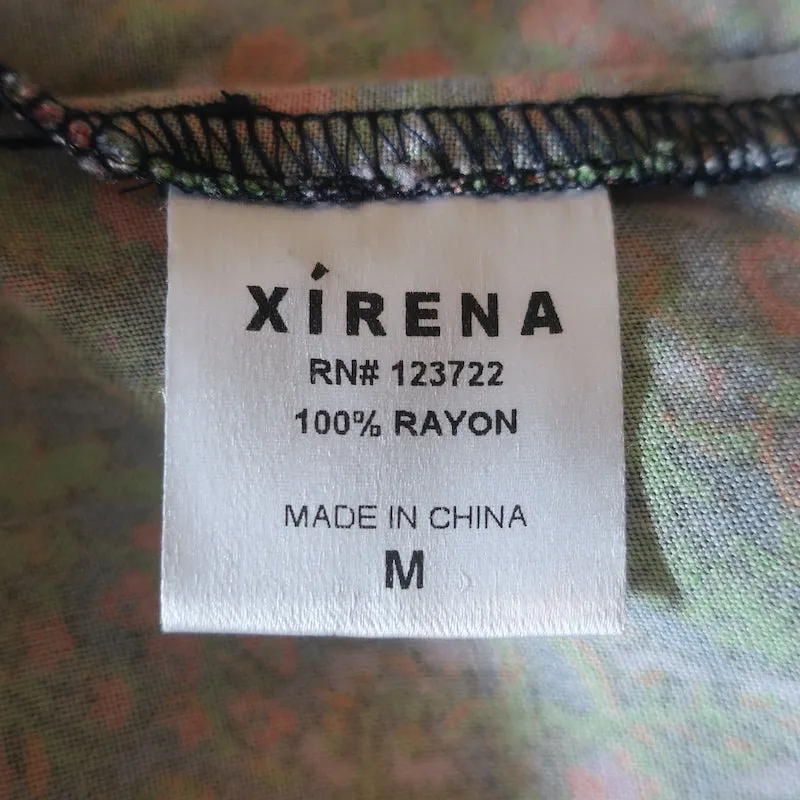 XÍRENA
RN# 123722
100% RAYON
MADE IN CHINA
M